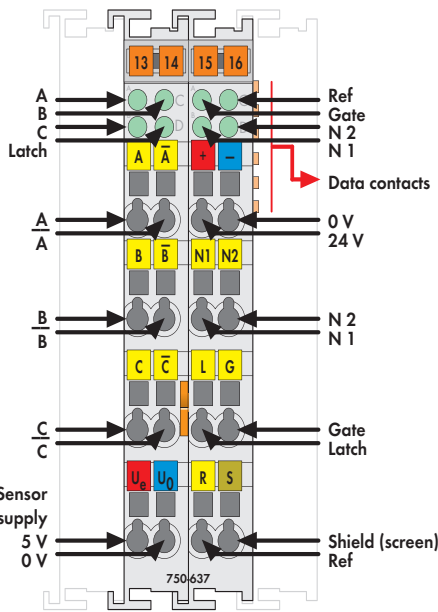 13 14 15 16
A
B
C
Latch
Ref
Gate
N 2
N 1
A C A
B D B
A A̅ + −
Data contacts
A
A̅
0 V
24 V
B B̅ N1 N2
B
B̅
N 2
N 1
C C̅ L G
C
C̅
Gate
Latch
Ue U0 R S
Sensor
supply
5 V
0 V
Shield (screen)
Ref
750-637